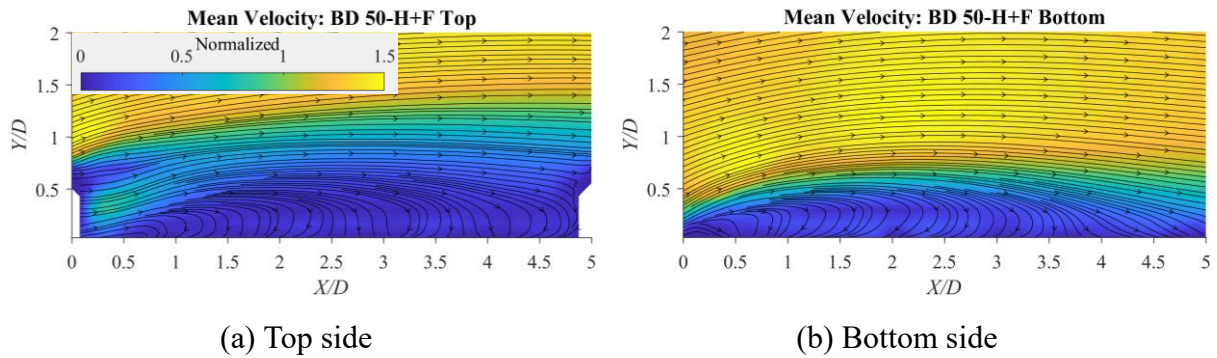 Mean Velocity: BD 50-H+F Top
Normalized
0 0.5 1 1.5
2
1.5
1
0.5
Y/D
0 0.5 1 1.5 2 2.5 3 3.5 4 4.5 5
X/D
(a) Top side
Mean Velocity: BD 50-H+F Bottom
2
1.5
1
0.5
Y/D
0 0.5 1 1.5 2 2.5 3 3.5 4 4.5 5
X/D
(b) Bottom side